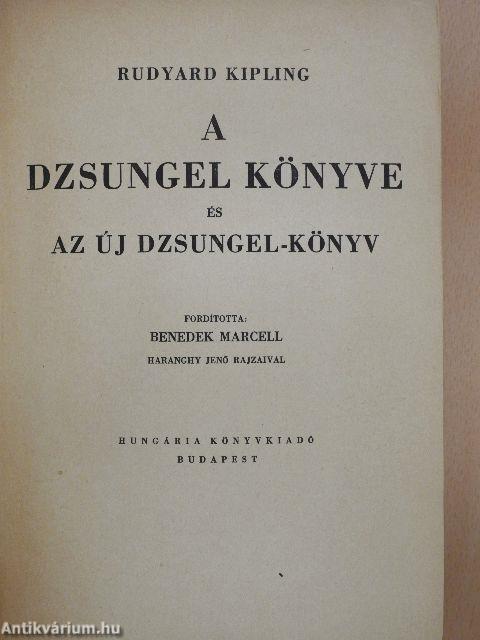 RUDYARD KIPLING
A
DZSUNGEL KÖNYVE
ÉS
AZ ÚJ DZSUNGEL-KÖNYV
FORDÍTOTTA:
BENEDEK MARCELL
HARANGHY JENŐ RAJZAIVAL
HUNGÁRIA KÖNYVKIADÓ
BUDAPEST
Antikvárium.hu